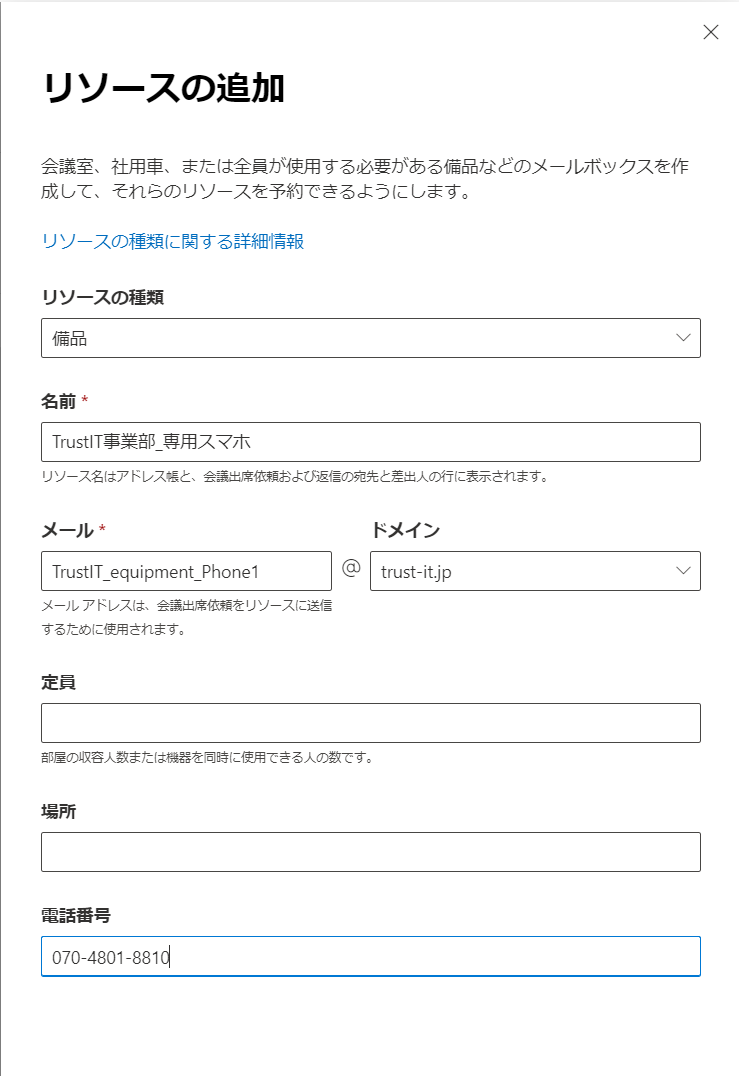 リソースの追加
会議室、社用車、または全員が使用する必要がある備品などのメールボックスを作
成して、それらのリソースを予約できるようにします。
リソースの種類に関する詳細情報
リソースの種類
備品
名前 *
TrustIT事業部_専用スマホ
リソース名はアドレス帳と、会議出席依頼および返信の宛先と差出人の行に表示されます。
メール *
ドメイン
TrustIT_equipment_Phone1
@
trust-it.jp
メール アドレスは、会議出席依頼をリソースに送信
するために使用されます。
定員
部屋の収容人数または機器を同時に使用できる人の数です。
場所
電話番号
070-4801-8810